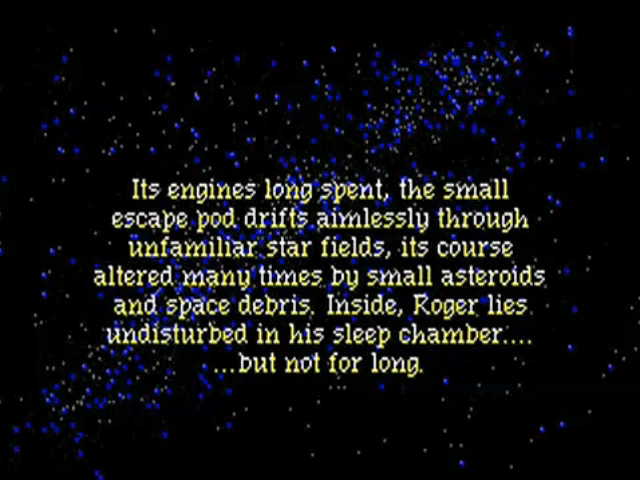 Its engines long spent, the small
escape pod drifts aimlessly through
unfamiliar star fields, its course
altered many times by small asteroids
and space debris. Inside, Roger lies
undisturbed in his sleep chamber....
...but not for long.